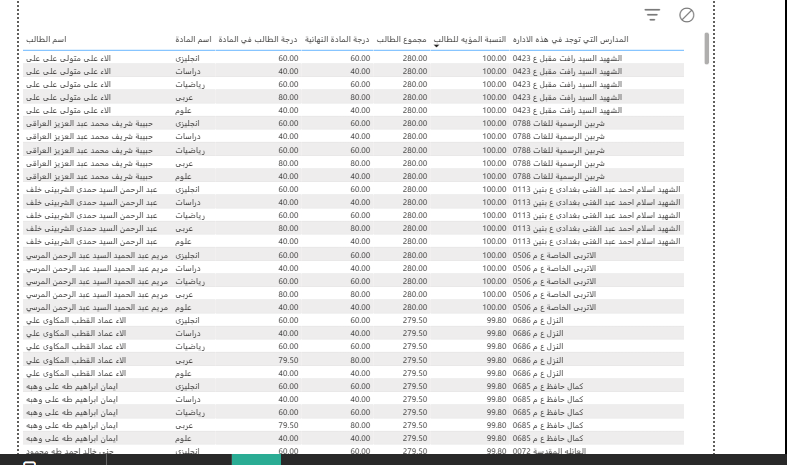 اسم الطالب اسم المادة درجة الطالب في المادة درجة المادة النهائية مجموع الطالب النسبة المؤيه للطالب المدارس التي توجد في هذه الاداره
الاء على متولى على على انجليزى 60.00 60.00 280.00 100.00 الشهيد السيد رافت مقبل ع 0423
الاء على متولى على على دراسات 40.00 40.00 280.00 100.00 الشهيد السيد رافت مقبل ع 0423
الاء على متولى على على رياضيات 60.00 60.00 280.00 100.00 الشهيد السيد رافت مقبل ع 0423
الاء على متولى على على عربى 80.00 80.00 280.00 100.00 الشهيد السيد رافت مقبل ع 0423
الاء على متولى على على علوم 40.00 40.00 280.00 100.00 الشهيد السيد رافت مقبل ع 0423
حبيبة شريف محمد عبد العزيز العراقى انجليزى 60.00 60.00 280.00 100.00 شربين الرسمية للغات 0788
حبيبة شريف محمد عبد العزيز العراقى دراسات 40.00 40.00 280.00 100.00 شربين الرسمية للغات 0788
حبيبة شريف محمد عبد العزيز العراقى رياضيات 60.00 60.00 280.00 100.00 شربين الرسمية للغات 0788
حبيبة شريف محمد عبد العزيز العراقى عربى 80.00 80.00 280.00 100.00 شربين الرسمية للغات 0788
حبيبة شريف محمد عبد العزيز العراقى علوم 40.00 40.00 280.00 100.00 شربين الرسمية للغات 0788
عبد الرحمن السيد حمدى الشربينى خلف انجليزى 60.00 60.00 280.00 100.00 الشهيد اسلام احمد عبد الغنى بغدادى ع بنين 0113
عبد الرحمن السيد حمدى الشربينى خلف دراسات 40.00 40.00 280.00 100.00 الشهيد اسلام احمد عبد الغنى بغدادى ع بنين 0113
عبد الرحمن السيد حمدى الشربينى خلف رياضيات 60.00 60.00 280.00 100.00 الشهيد اسلام احمد عبد الغنى بغدادى ع بنين 0113
عبد الرحمن السيد حمدى الشربينى خلف عربى 80.00 80.00 280.00 100.00 الشهيد اسلام احمد عبد الغنى بغدادى ع بنين 0113
عبد الرحمن السيد حمدى الشربينى خلف علوم 40.00 40.00 280.00 100.00 الشهيد اسلام احمد عبد الغنى بغدادى ع بنين 0113
مريم عبد الحميد السيد عبد الرحمن المرسي انجليزى 60.00 60.00 280.00 100.00 الاتربى الخاصة ع م 0506
مريم عبد الحميد السيد عبد الرحمن المرسي دراسات 40.00 40.00 280.00 100.00 الاتربى الخاصة ع م 0506
مريم عبد الحميد السيد عبد الرحمن المرسي رياضيات 60.00 60.00 280.00 100.00 الاتربى الخاصة ع م 0506
مريم عبد الحميد السيد عبد الرحمن المرسي عربى 80.00 80.00 280.00 100.00 الاتربى الخاصة ع م 0506
مريم عبد الحميد السيد عبد الرحمن المرسي علوم 40.00 40.00 280.00 100.00 الاتربى الخاصة ع م 0506
الاء عماد القطب المكاوى علي انجليزى 60.00 60.00 279.50 99.80 النزل ع م 0686
الاء عماد القطب المكاوى علي دراسات 40.00 40.00 279.50 99.80 النزل ع م 0686
الاء عماد القطب المكاوى علي رياضيات 60.00 60.00 279.50 99.80 النزل ع م 0686
الاء عماد القطب المكاوى علي عربى 79.50 80.00 279.50 99.80 النزل ع م 0686
الاء عماد القطب المكاوى علي علوم 40.00 40.00 279.50 99.80 النزل ع م 0686
ايمان ابراهيم طه على وهبه انجليزى 60.00 60.00 279.50 99.80 كمال حافظ ع م 0685
ايمان ابراهيم طه على وهبه دراسات 40.00 40.00 279.50 99.80 كمال حافظ ع م 0685
ايمان ابراهيم طه على وهبه رياضيات 60.00 60.00 279.50 99.80 كمال حافظ ع م 0685
ايمان ابراهيم طه على وهبه عربى 79.50 80.00 279.50 99.80 كمال حافظ ع م 0685
ايمان ابراهيم طه على وهبه علوم 40.00 40.00 279.50 99.80 كمال حافظ ع م 0685
خالد احمد طه محمود انجليزى 60.00 60.00 279.50 99.80 العائله المقدسة 0072